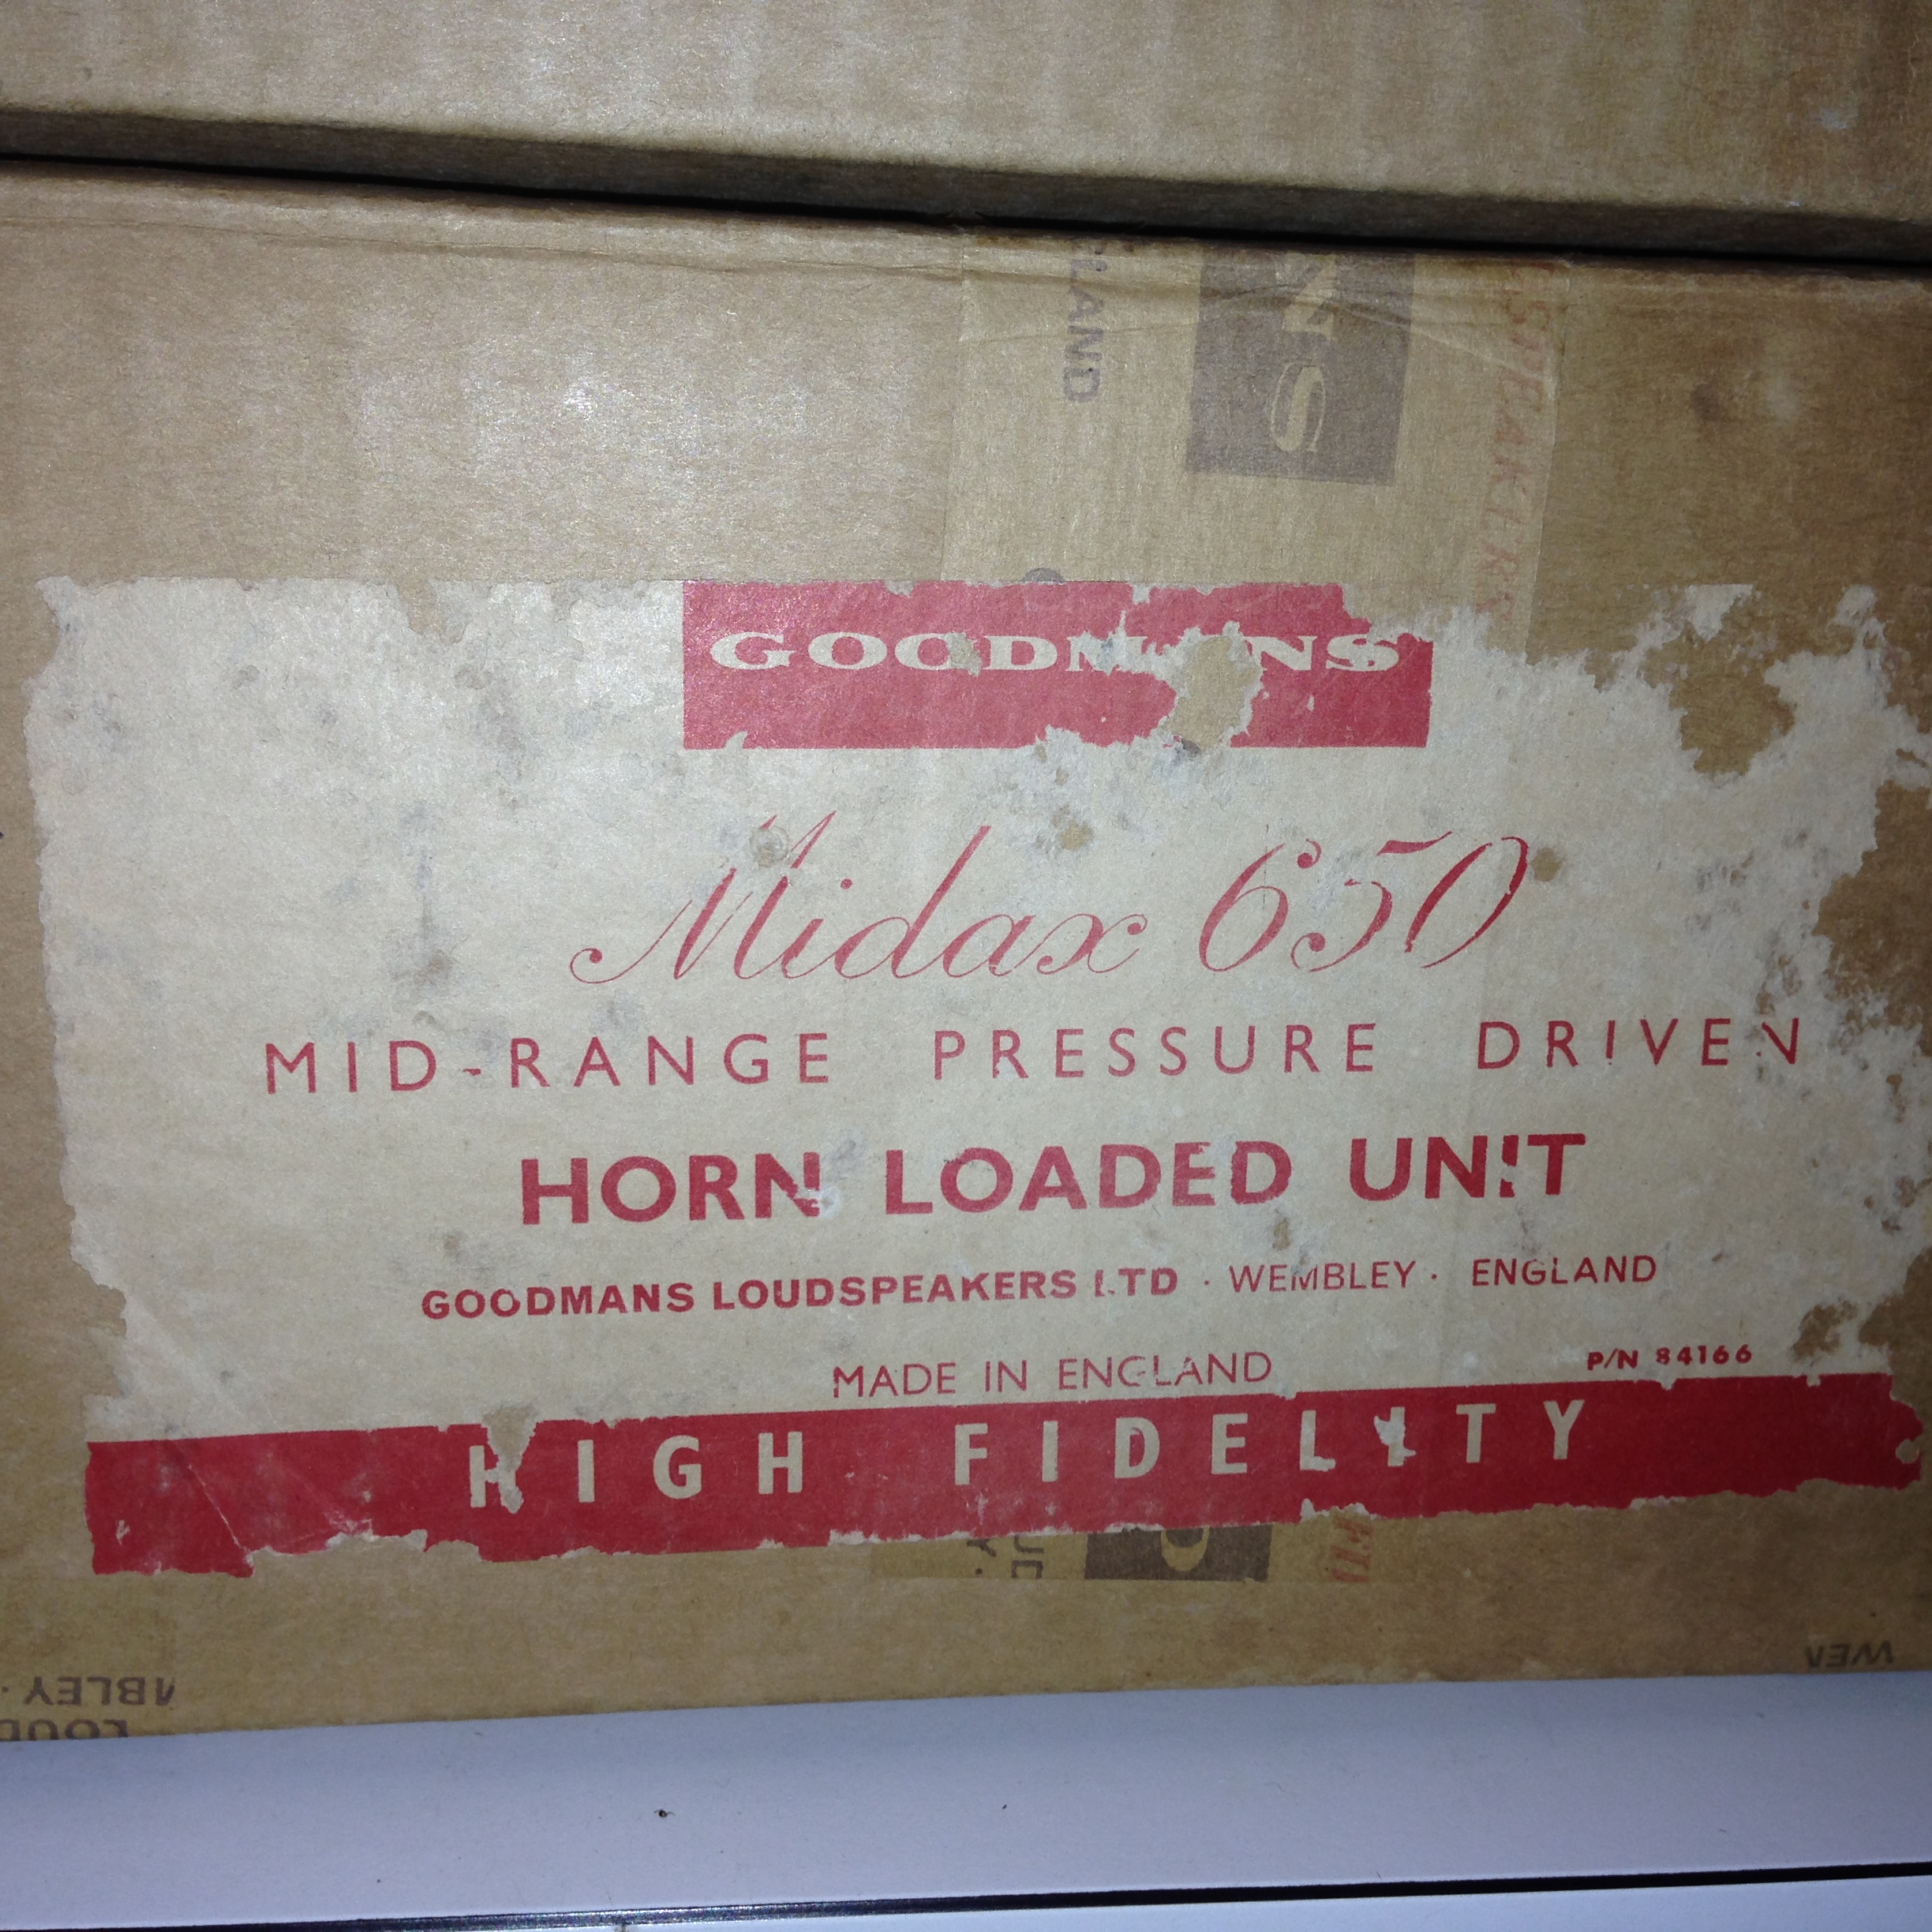 NS
GOODMANS
Midax 650
MID-RANGE PRESSURE DRIVEN
HORN LOADED UNIT
GOODMANS LOUDSPEAKERS LTD · WEMBLEY · ENGLAND
MADE IN ENGLAND
P/N 84166
HIGH FIDELITY